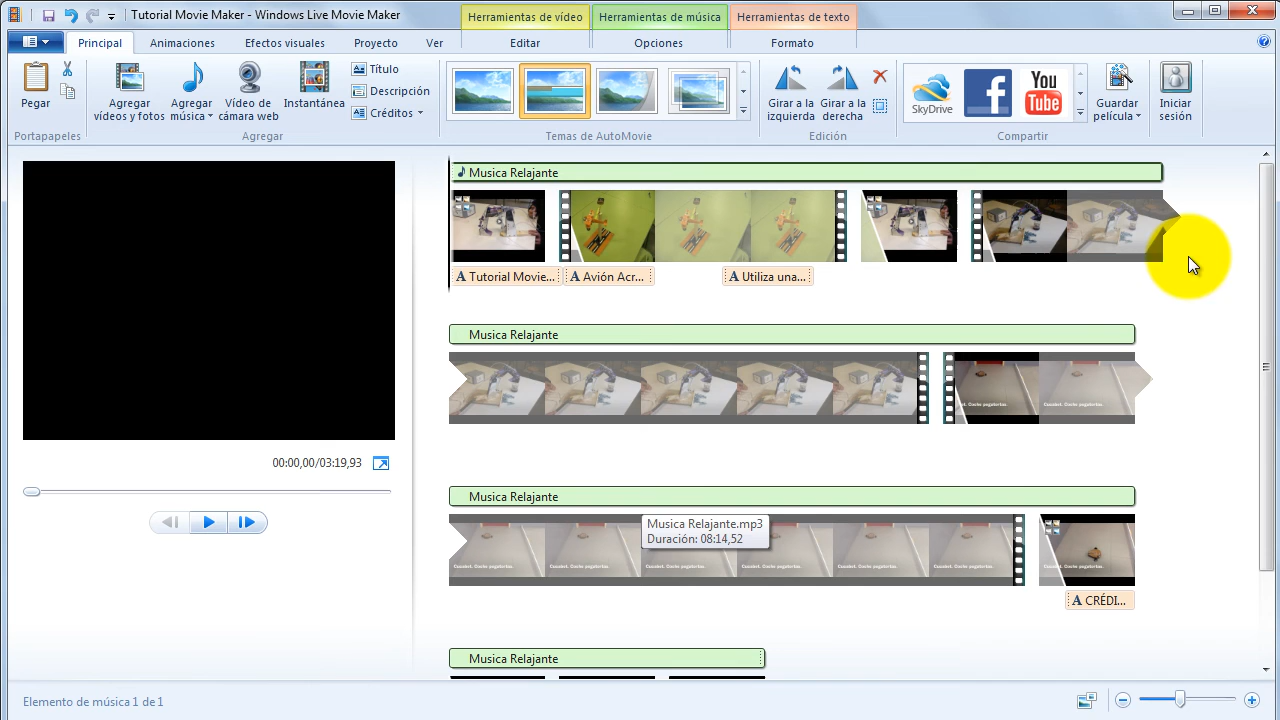 Tutorial Movie Maker - Windows Live Movie Maker
Herramientas de vídeo
Herramientas de música
Herramientas de texto
Principal
Animaciones
Efectos visuales
Proyecto
Ver
Editar
Opciones
Formato
Pegar
Agregar
vídeos y fotos
Agregar
música
Vídeo de
cámara web
Instantánea
Título
Descripción
Créditos
Girar a la
izquierda
Girar a la
derecha
SkyDrive
f
You
Tube
Guardar
película
Iniciar
sesión
Portapapeles
Agregar
Temas de AutoMovie
Edición
Compartir
Musica Relajante
A Tutorial Movie...
A Avión Acr...
A Utiliza una...
Musica Relajante
Cozabot. Coche pegaburtos.
00:00,00/03:19,93
Musica Relajante
Musica Relajante.mp3
Duración: 08:14,52
A CRÉDI...
Musica Relajante
Elemento de música 1 de 1